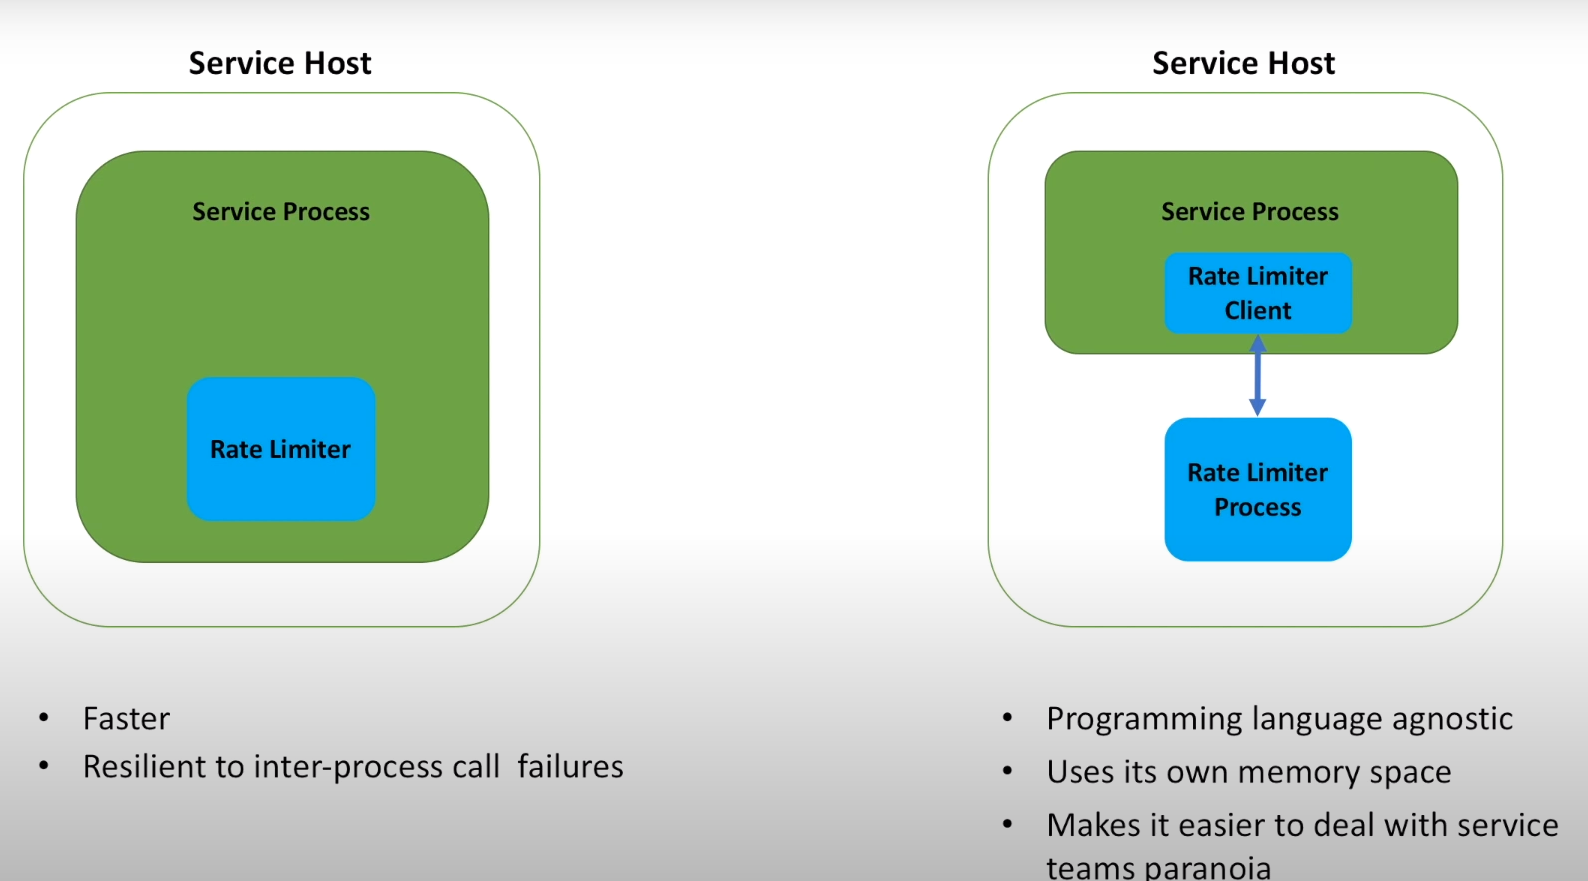 Service Host
Service Process
Rate Limiter
• Faster
• Resilient to inter-process call failures
Service Host
Service Process
Rate Limiter
Client
Rate Limiter
Process
• Programming language agnostic
• Uses its own memory space
• Makes it easier to deal with service
teams paranoia